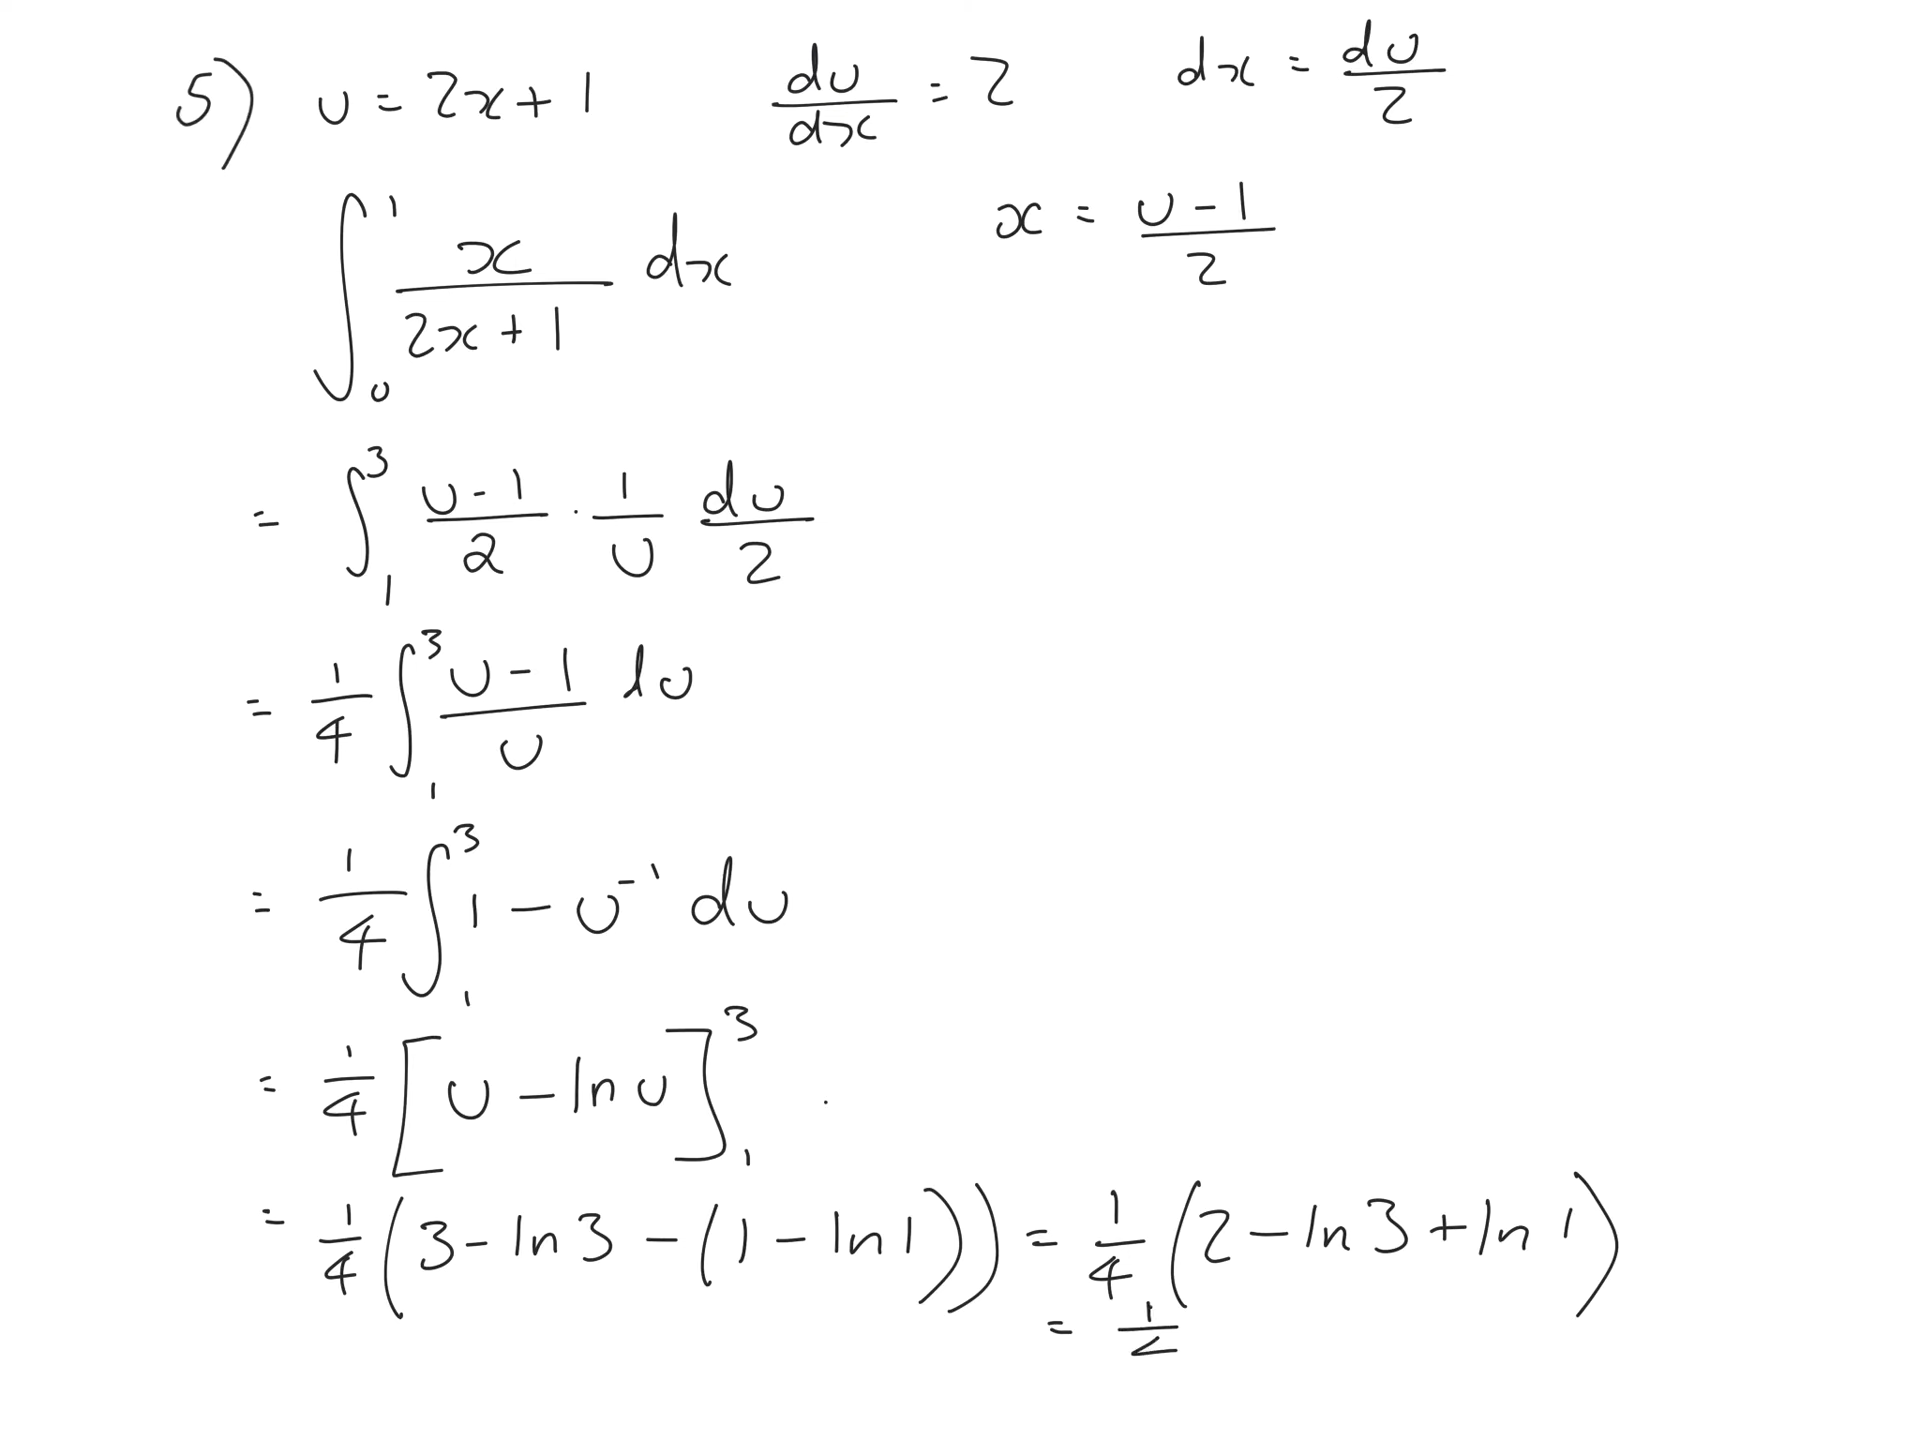 5) u = 2x + 1    du/dx = 2    dx = du/2
∫₀¹ x/(2x + 1) dx    x = (u - 1)/2
= ∫₁³ (u - 1)/2 · 1/u du/2
= 1/4 ∫₁³ (u - 1)/u du
= 1/4 ∫₁³ 1 - u⁻¹ du
= 1/4 [u - ln u]₁³
= 1/4 (3 - ln 3 - (1 - ln 1)) = 1/4 (2 - ln 3 + ln 1)
= 1/2